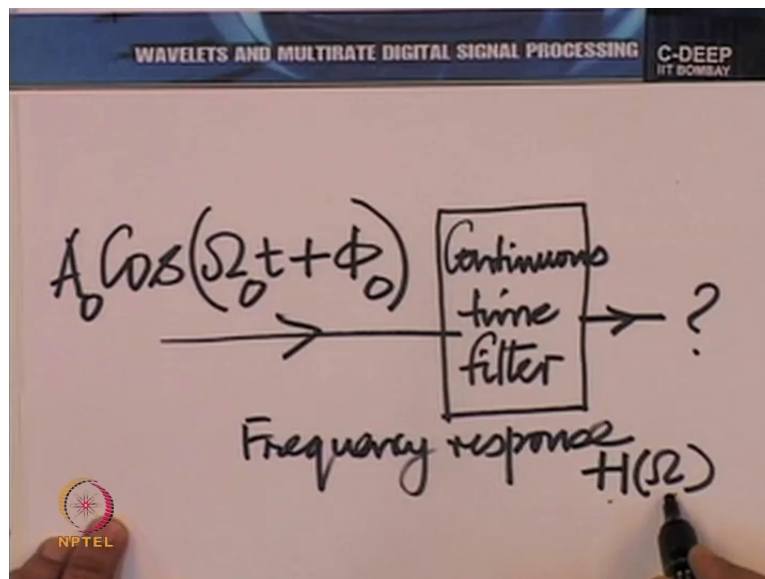 WAVELETS AND MULTIRATE DIGITAL SIGNAL PROCESSING
C-DEEP
IIT BOMBAY
A₀ Cos(Ω₀t + Φ₀)
Continuous
time
filter
?
Frequency response
H(Ω)
NPTEL